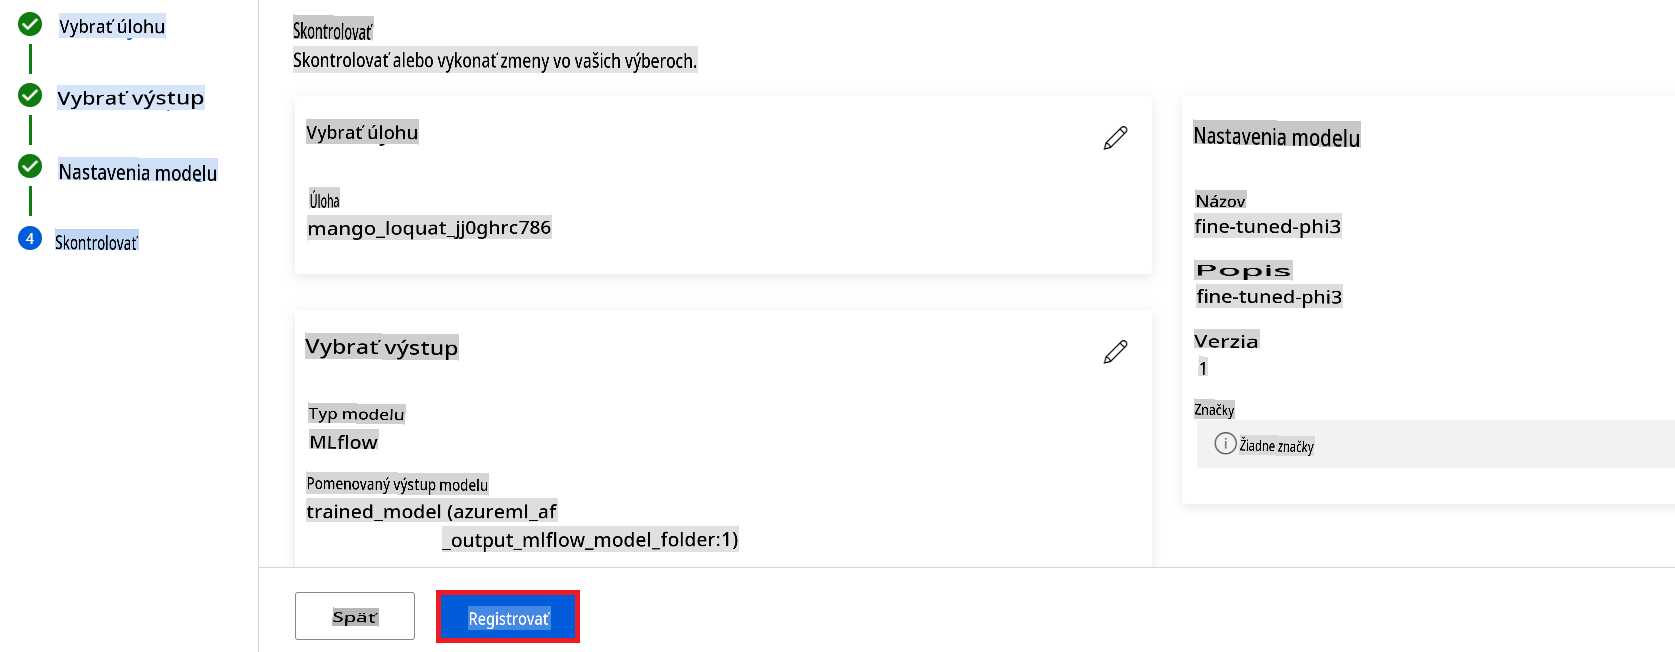 Vybrať úlohu
Vybrať výstup
Nastavenia modelu
4
Skontrolovať
Skontrolovať
Skontrolovať alebo vykonať zmeny vo vašich výberoch.
Vybrať úlohu
Úloha
mango_loquat_jj0ghrc786
Vybrať výstup
Typ modelu
MLflow
Pomenovaný výstup modelu
trained_model (azureml_af
_output_mlflow_model_folder:1)
Nastavenia modelu
Názov
fine-tuned-phi3
Popis
fine-tuned-phi3
Verzia
1
Značky
Žiadne značky
Späť
Registrovať